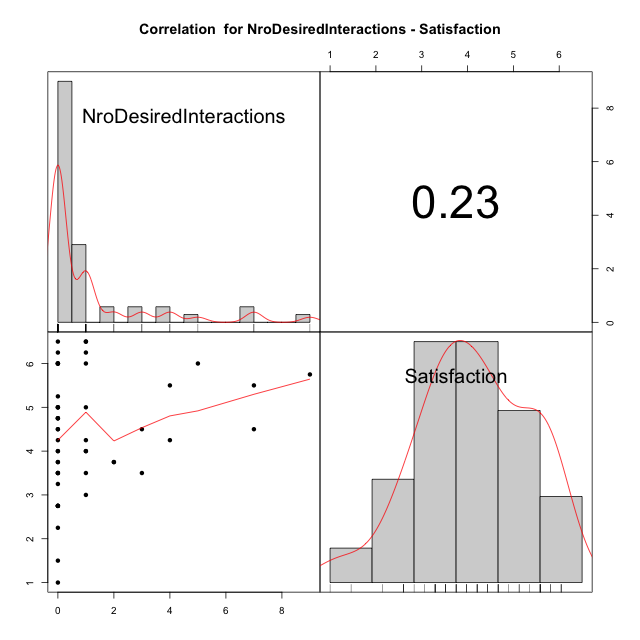 Correlation  for NroDesiredInteractions - Satisfaction
1 2 3 4 5 6
NroDesiredInteractions
0.23
8
6
4
2
0
Satisfaction
6
5
4
3
2
1
0 2 4 6 8